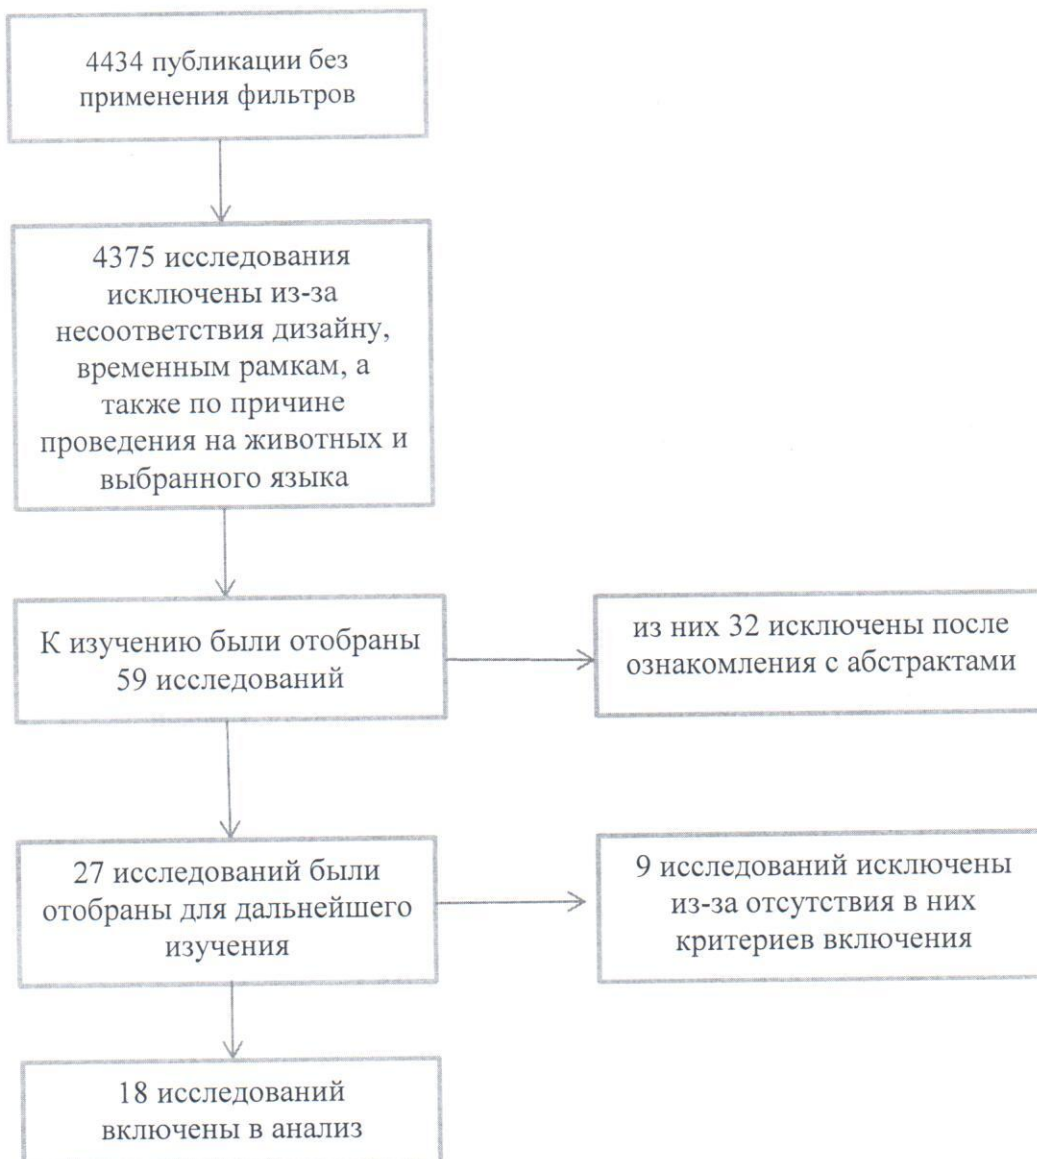 4434 публикации без
применения фильтров
4375 исследования
исключены из-за
несоответствия дизайну,
временным рамкам, а
также по причине
проведения на животных и
выбранного языка
К изучению были отобраны
59 исследований
из них 32 исключены после
ознакомления с абстрактами
27 исследований были
отобраны для дальнейшего
изучения
9 исследований исключены
из-за отсутствия в них
критериев включения
18 исследований
включены в анализ